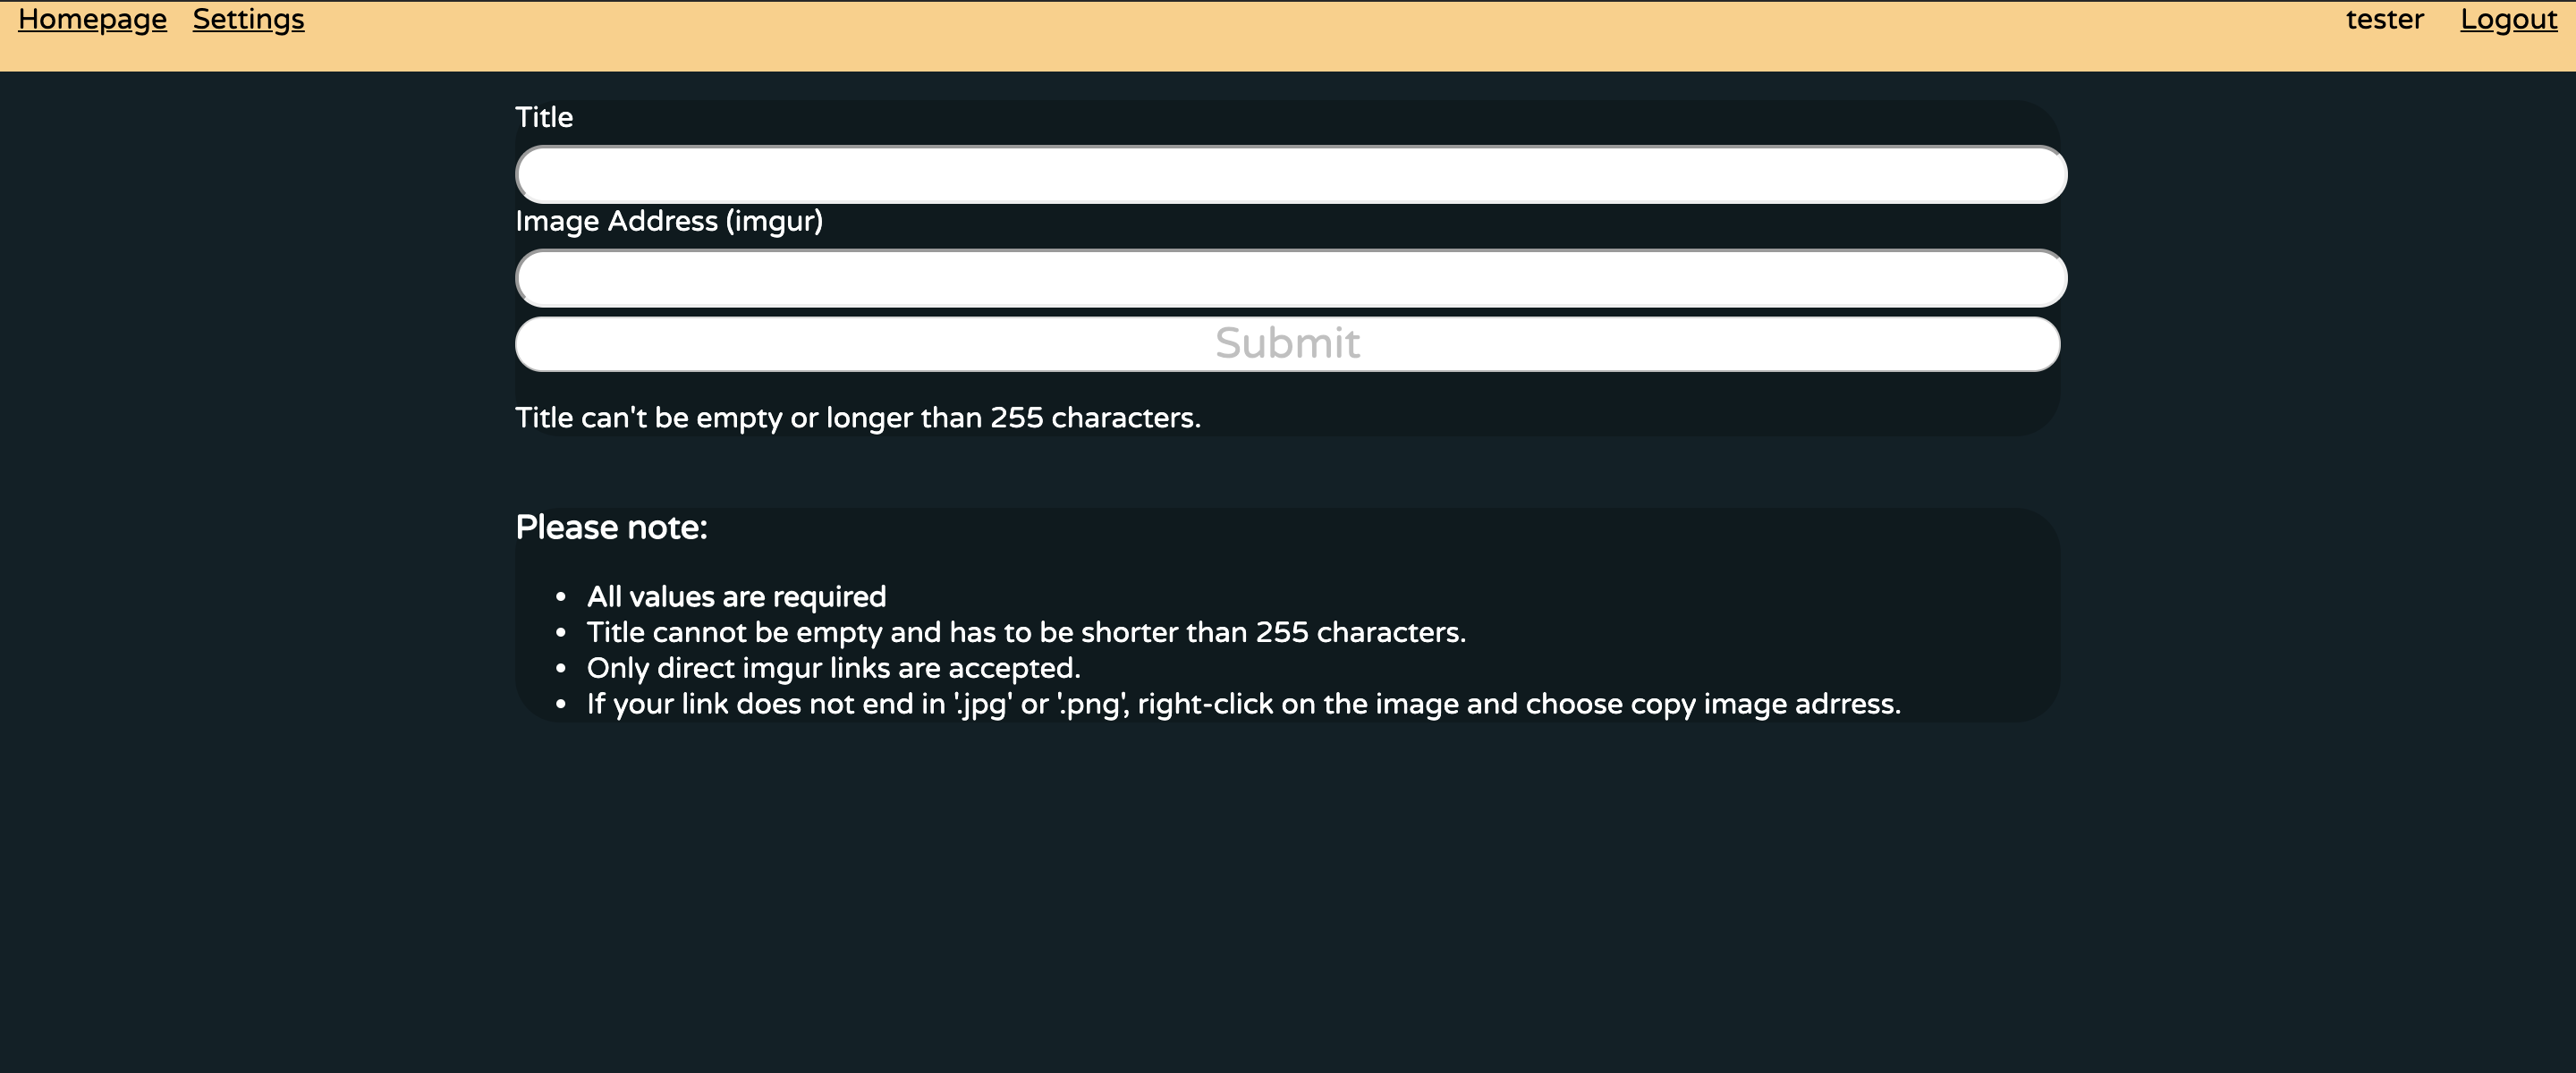 Homepage Settings tester Logout
Title
Image Address (imgur)
Submit
Title can't be empty or longer than 255 characters.
Please note:
• All values are required
• Title cannot be empty and has to be shorter than 255 characters.
• Only direct imgur links are accepted.
• If your link does not end in '.jpg' or '.png', right-click on the image and choose copy image adrress.